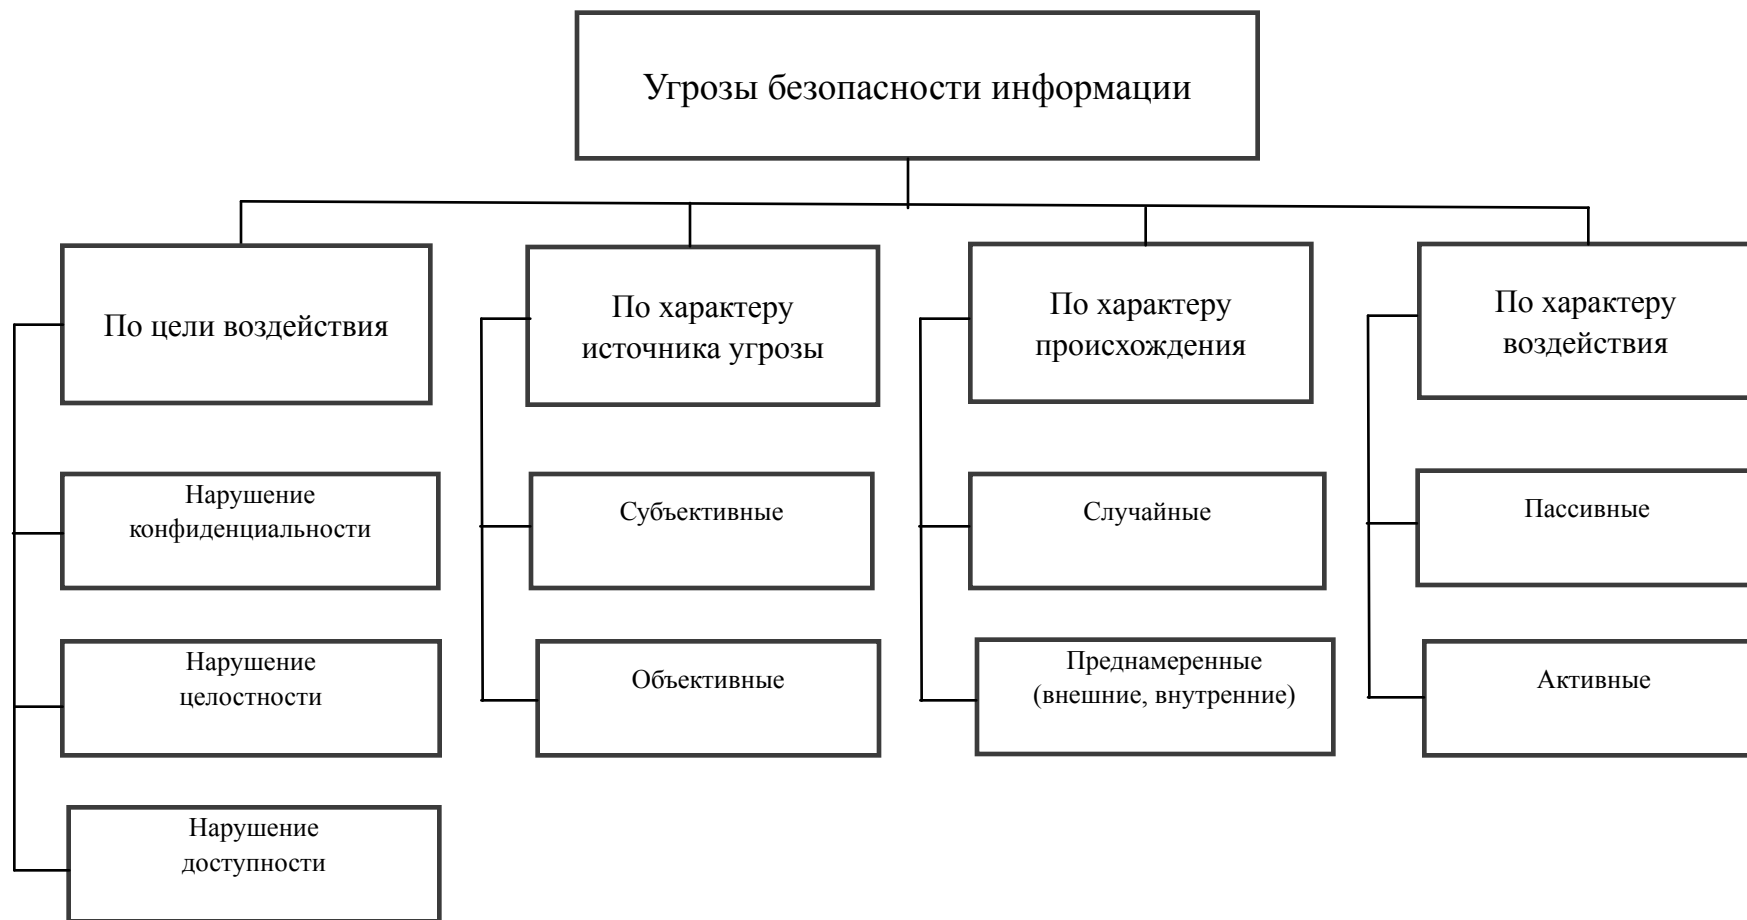 Угрозы безопасности информации
По цели воздействия
По характеру
источника угрозы
По характеру
происхождения
По характеру
воздействия
Нарушение
конфиденциальности
Субъективные
Случайные
Пассивные
Нарушение
целостности
Объективные
Преднамеренные
(внешние, внутренние)
Активные
Нарушение
доступности